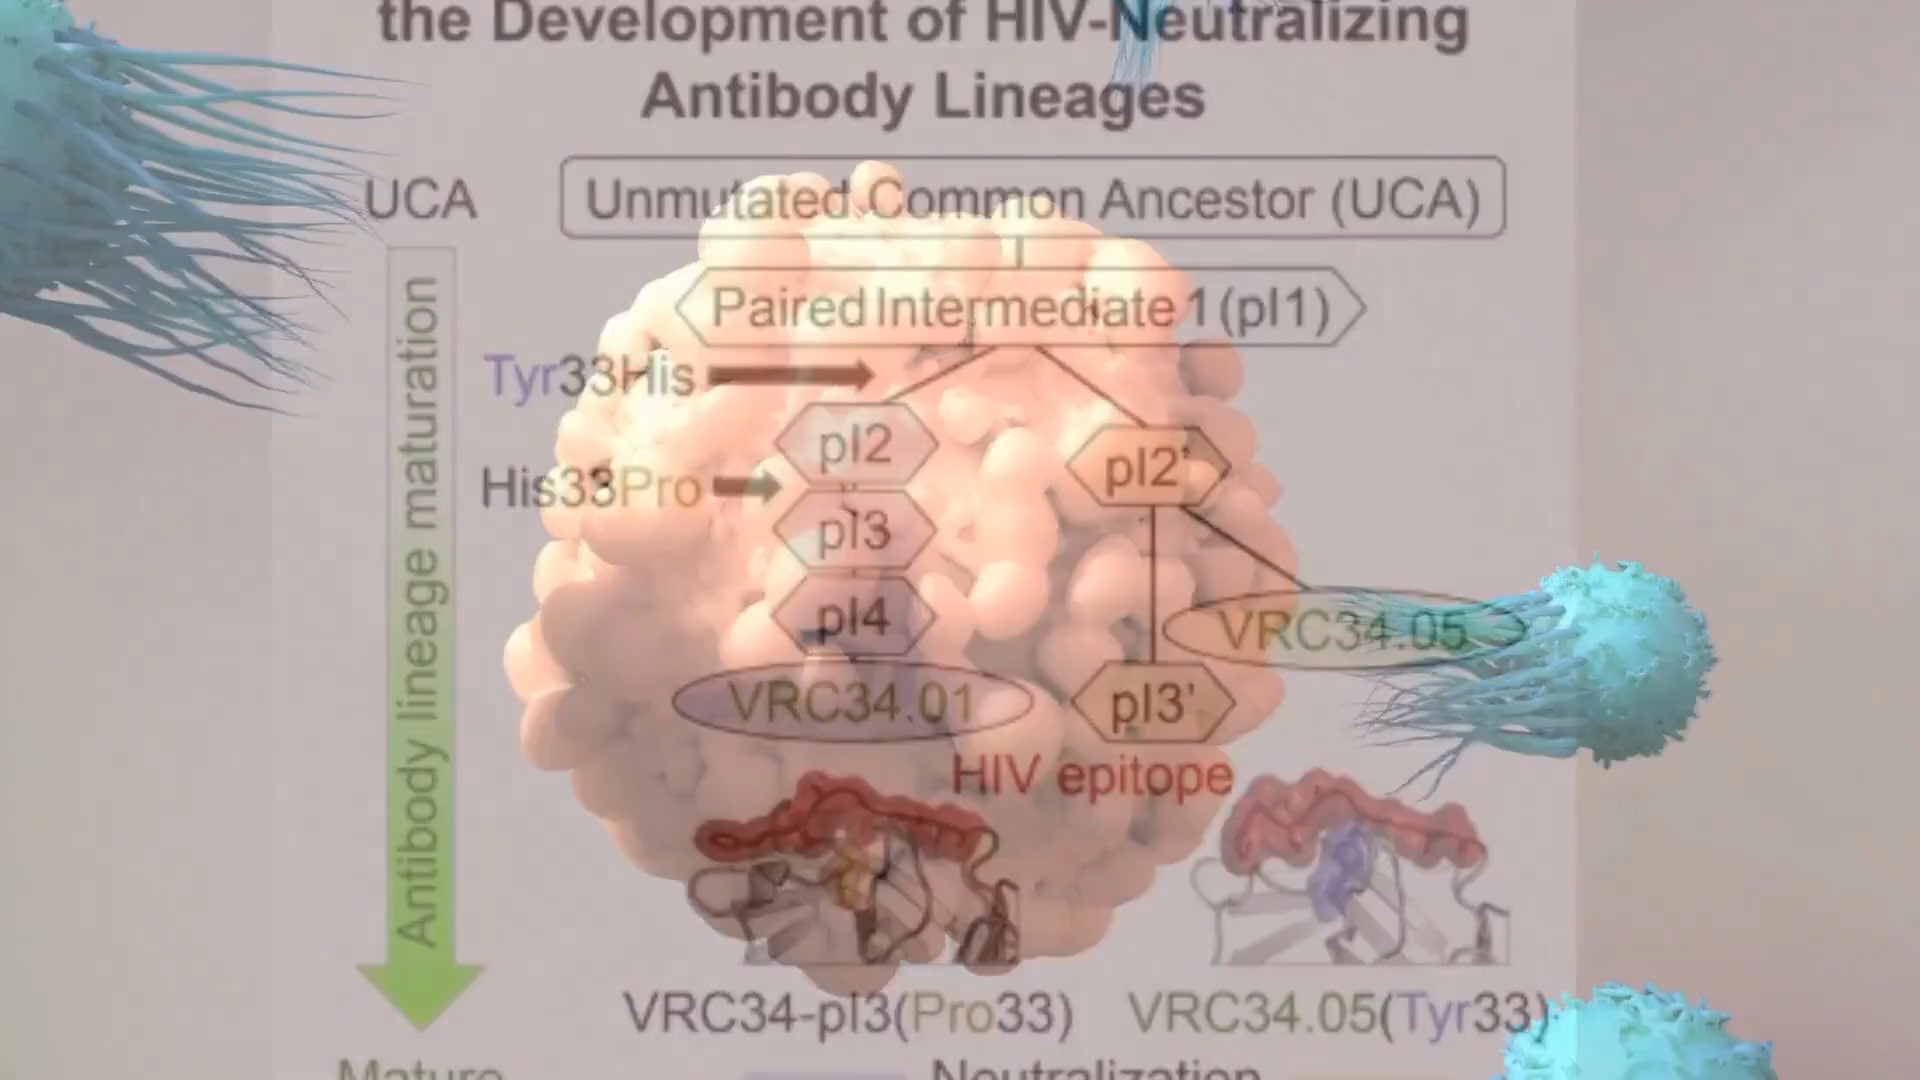 the Development of HIV-Neutralizing
Antibody Lineages
UCA
Unmutated Common Ancestor (UCA)
Paired Intermediate 1 (pI1)
Tyr33His
pI2
pI2'
His33Pro
pI3
pI4
VRC34.05
VRC34.01
pI3'
Antibody lineage maturation
HIV epitope
VRC34-pI3(Pro33)
VRC34.05(Tyr33)
Mature
Neutralization